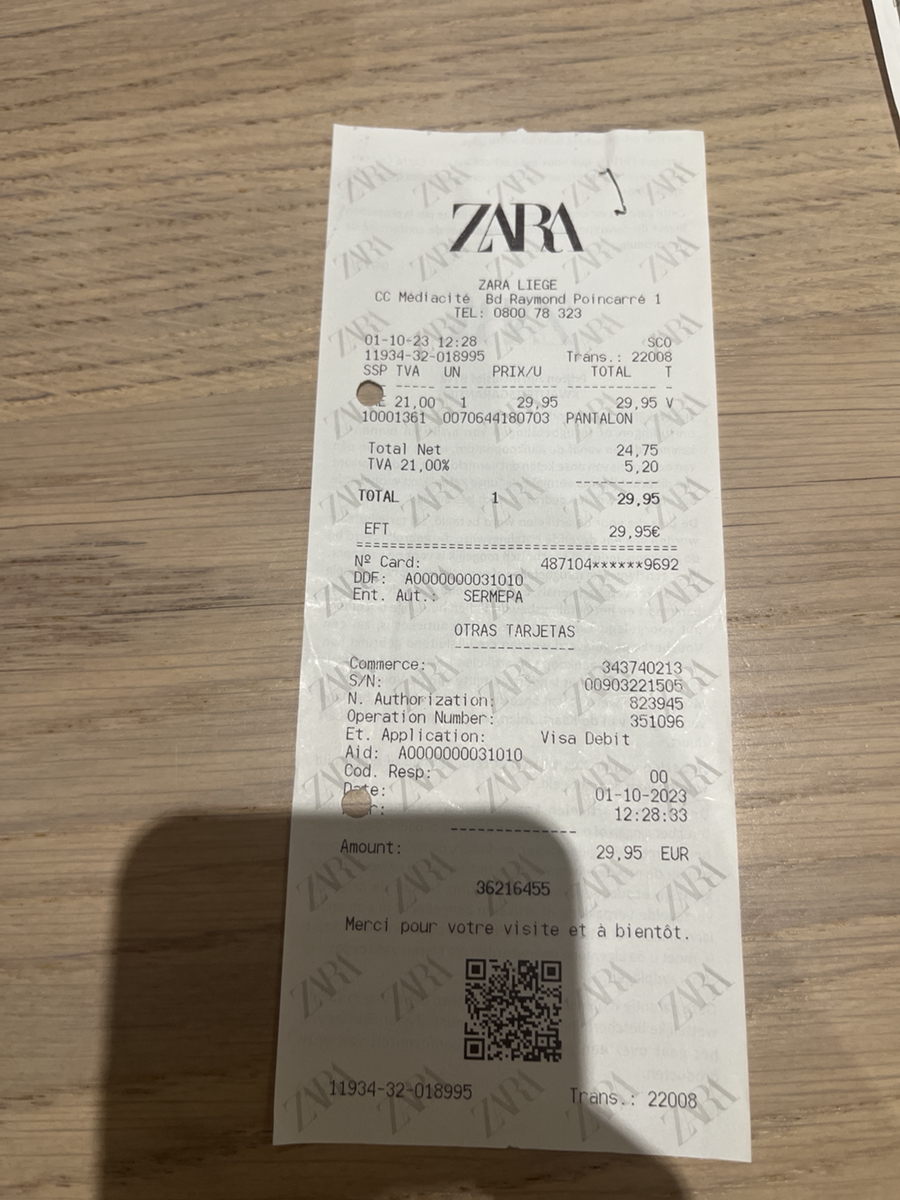 ZARA
ZARA LIEGE
CC Médiacité Bd Raymond Poincarré 1
TEL: 0800 78 323
01-10-23 12:28 SCO
11934-32-018995 Trans.: 22008
SSP TVA UN PRIX/U TOTAL T
--- ----- -- ------ -------- -
E 21,00 1 29,95 29,95 V
10001361 0070644180703 PANTALON
Total Net 24,75
TVA 21,00% 5,20
----------
TOTAL 1 29,95
EFT 29,95€
=======================================
Nº Card: 487104******9692
DDF: A0000000031010
Ent. Aut.: SERMEPA
OTRAS TARJETAS
--------------
Commerce: 343740213
S/N: 00903221505
N. Authorization: 823945
Operation Number: 351096
Et. Application: Visa Debit
Aid: A0000000031010
Cod. Resp: 00
Date: 01-10-2023
12:28:33
---------------
Amount: 29,95 EUR
36216455
Merci pour votre visite et à bientôt.
11934-32-018995 Trans.: 22008